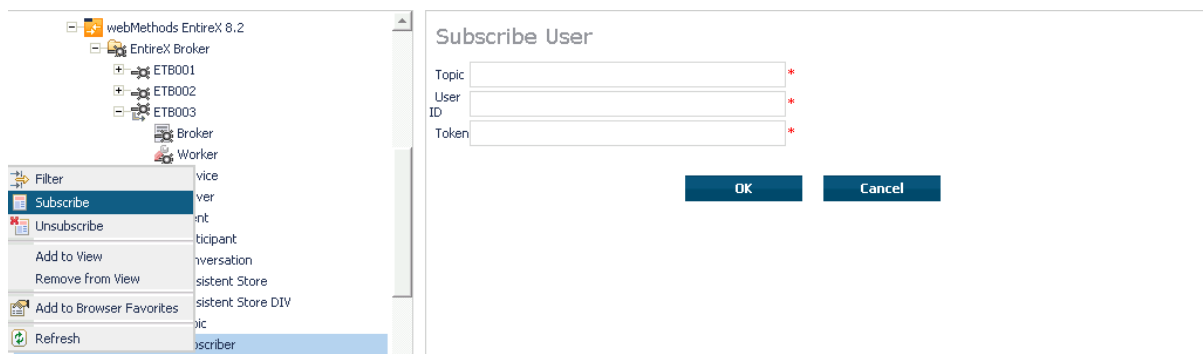 webMethods EntireX 8.2
EntireX Broker
ETB001
ETB002
ETB003
Broker
Worker
vice
ver
ent
ticipant
nversation
sistent Store
sistent Store DIV
pic
bscriber
Filter
Subscribe
Unsubscribe
Add to View
Remove from View
Add to Browser Favorites
Refresh
Subscribe User
Topic *
User
ID *
Token *
OK Cancel